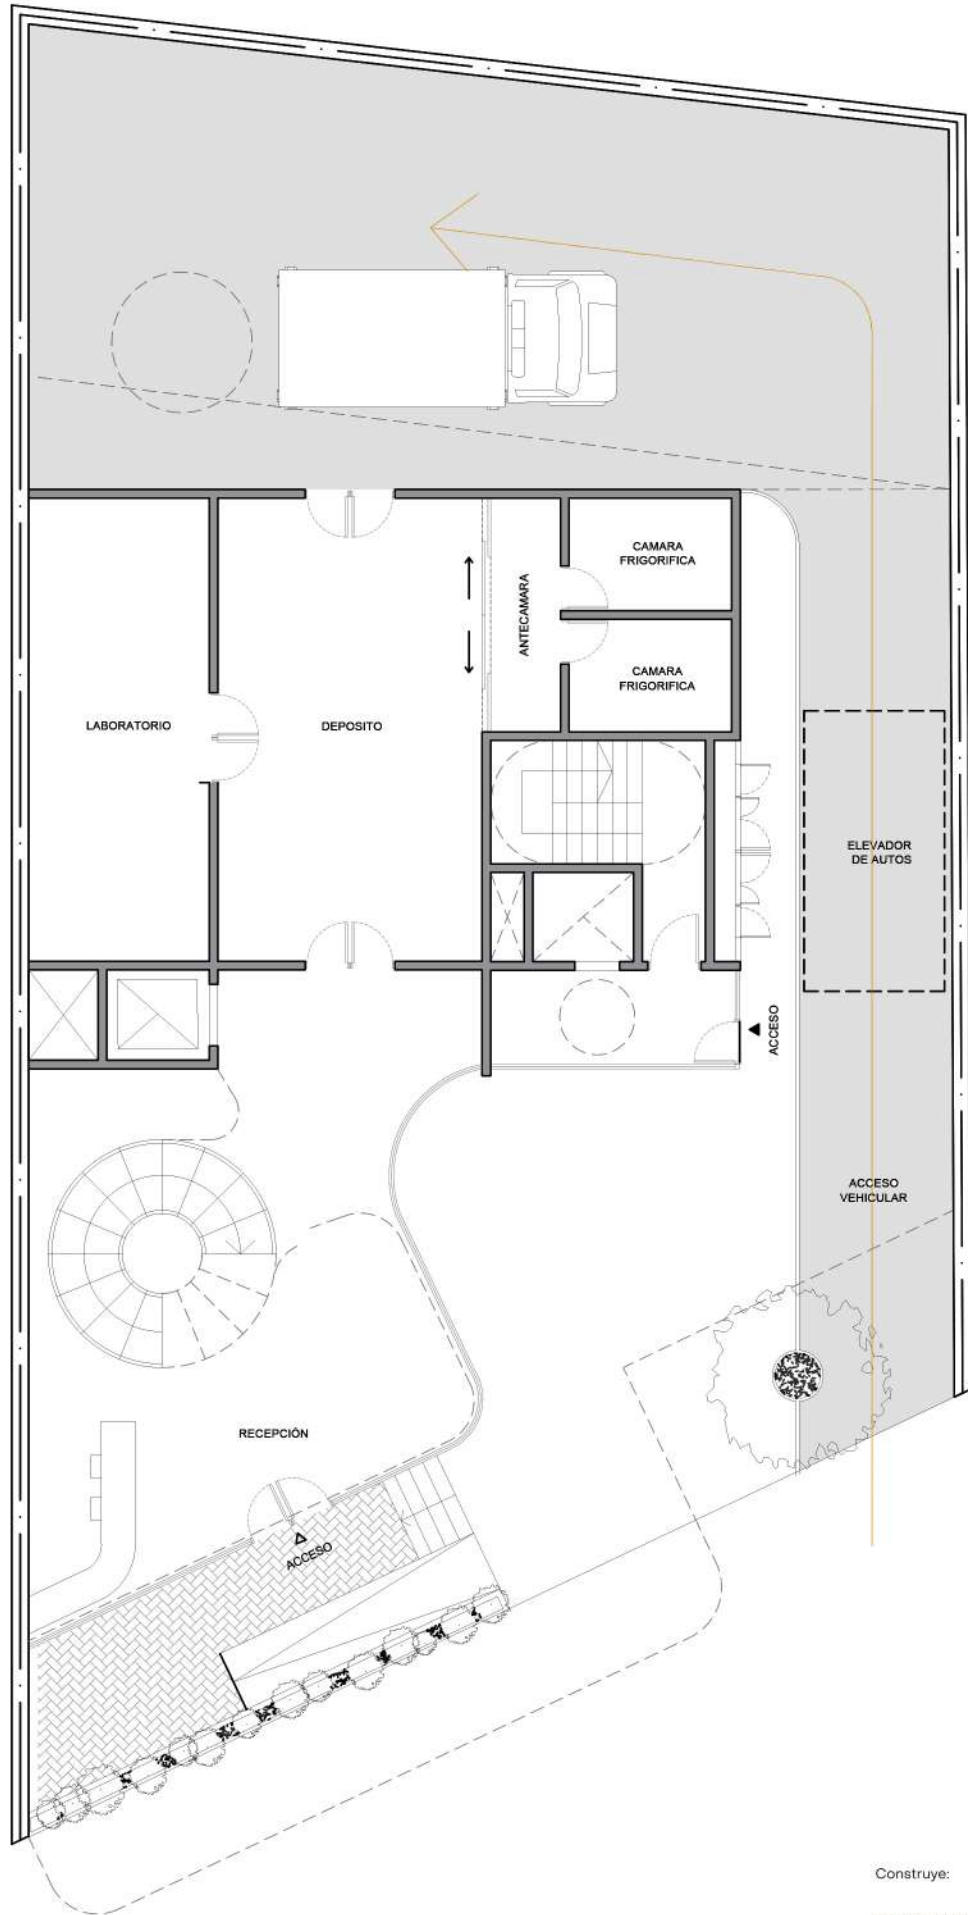 CAMARA
FRIGORIFICA
ANTECAMARA
CAMARA
FRIGORIFICA
LABORATORIO
DEPOSITO
ELEVADOR
DE AUTOS
ACCESO
ACCESO
VEHICULAR
RECEPCIÓN
ACCESO
Construye: